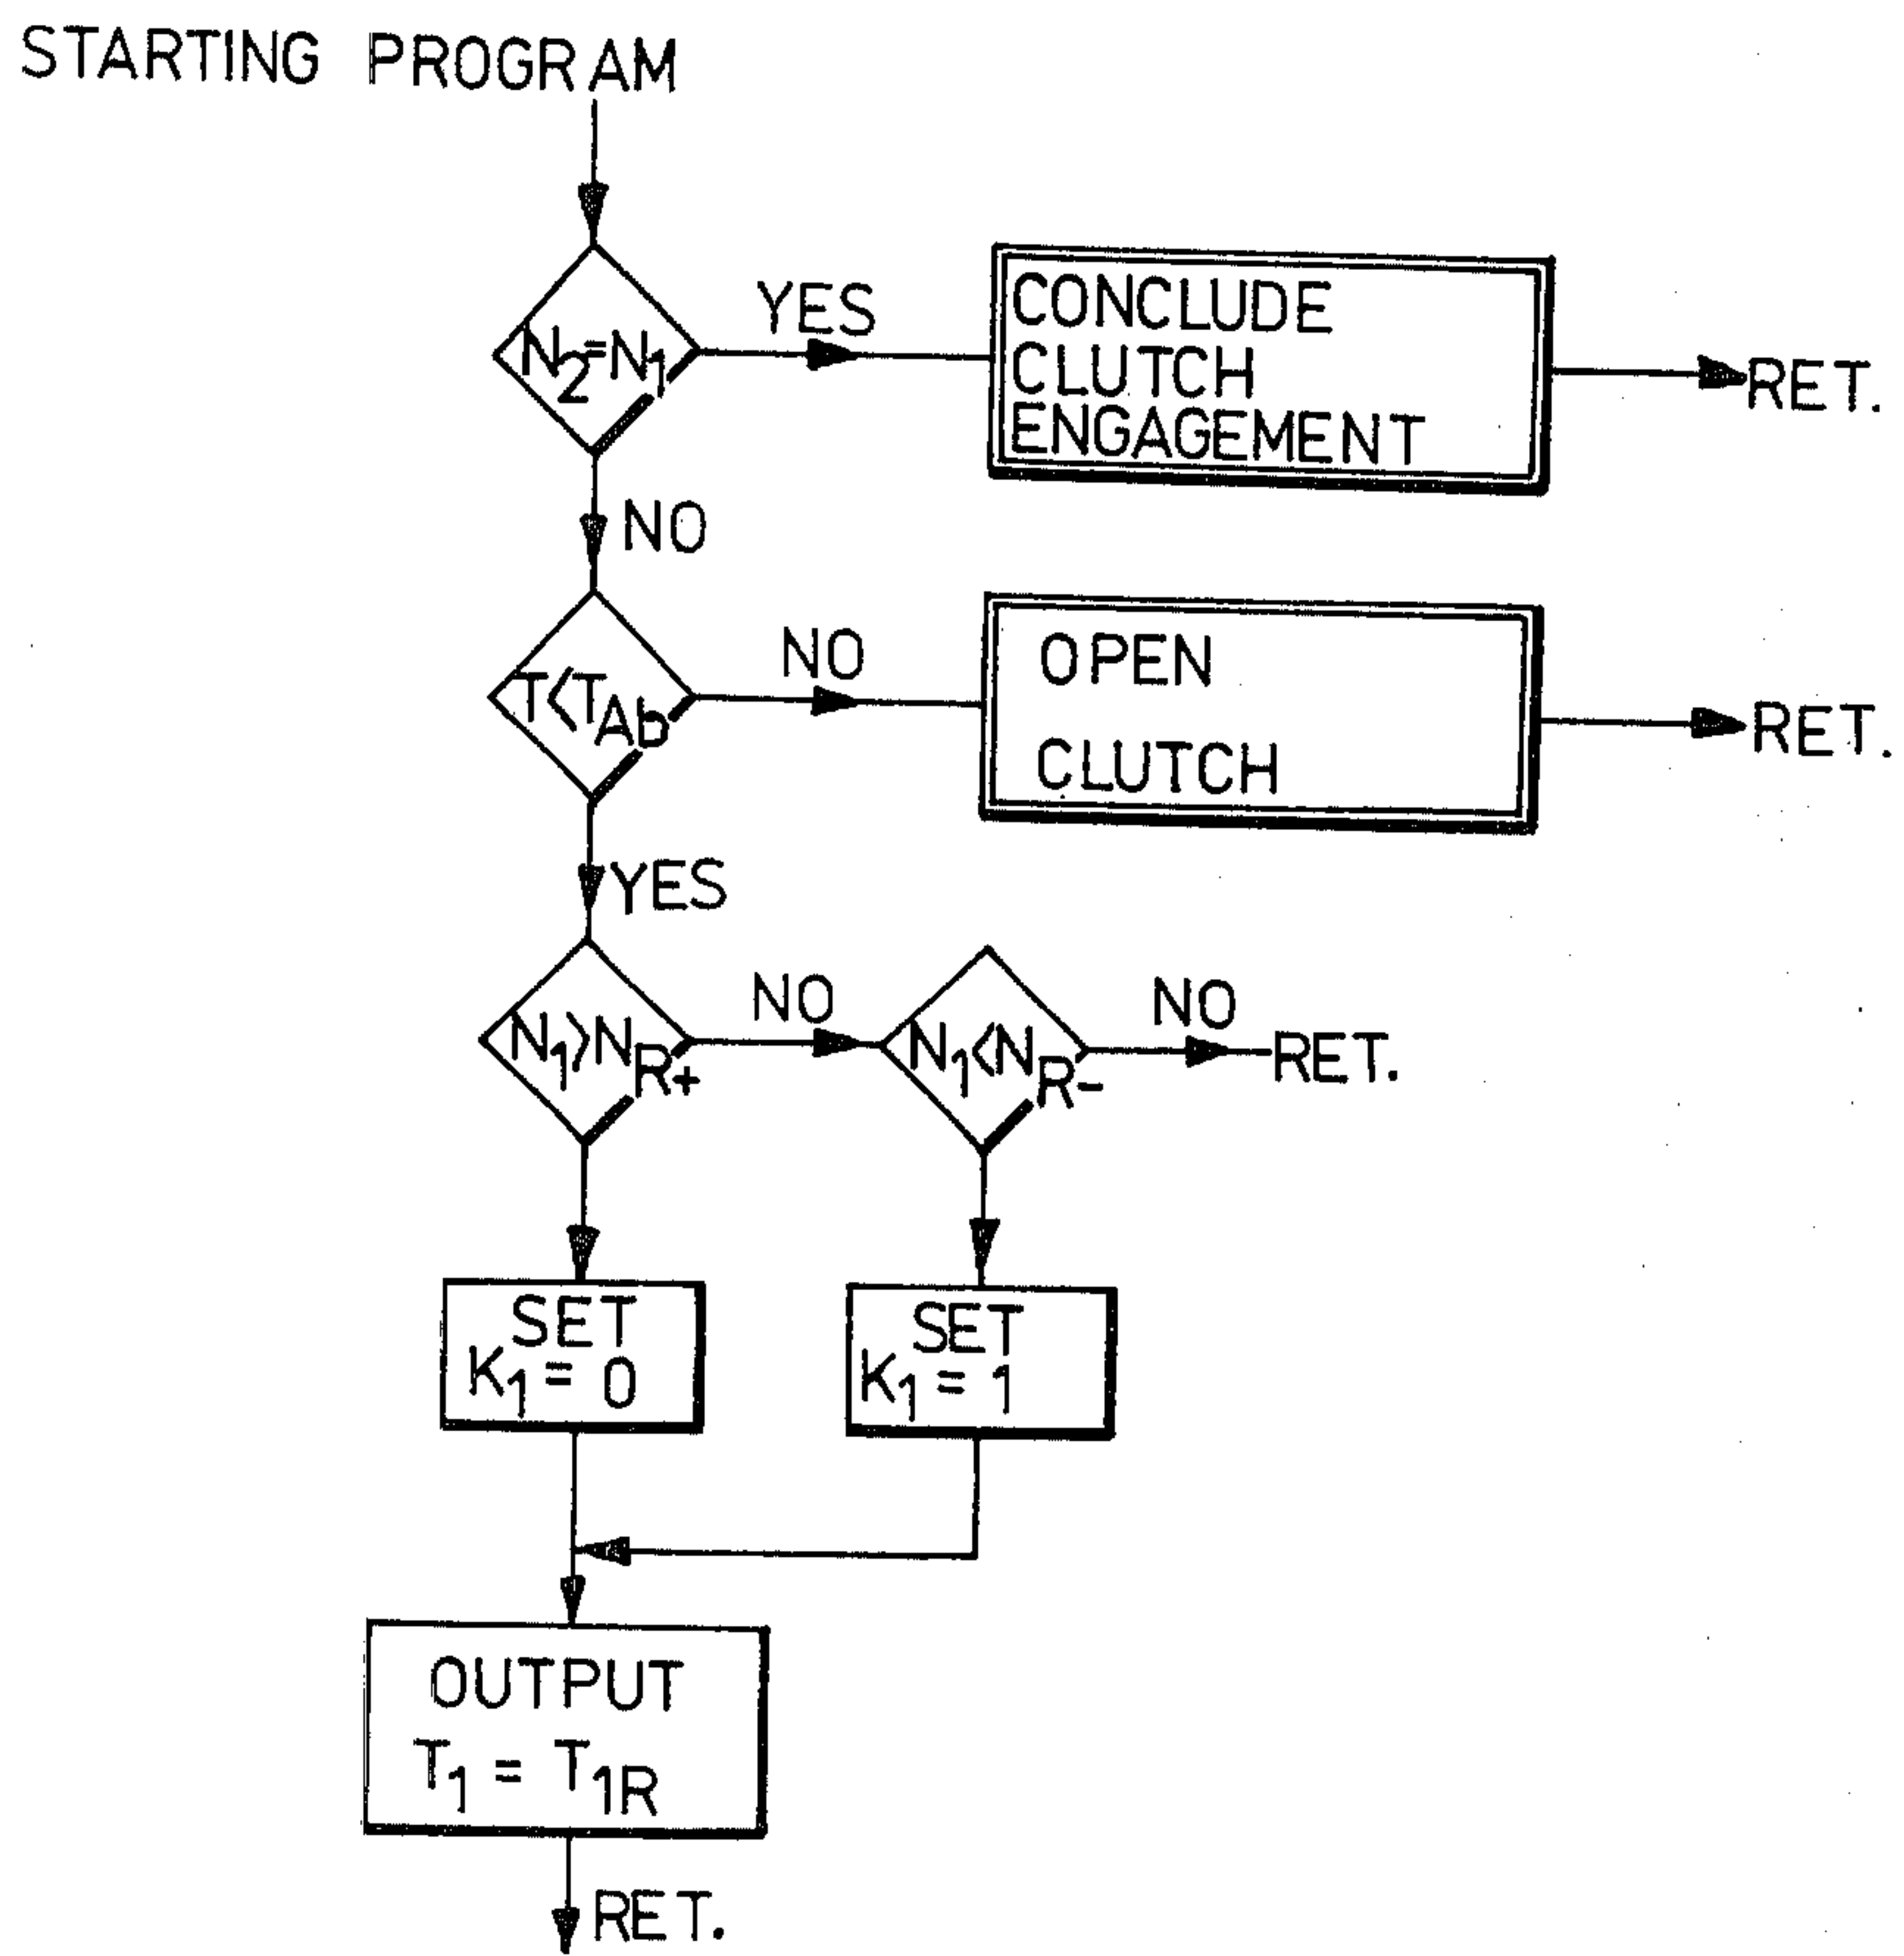 STARTING PROGRAM
N2=N1
YES
CONCLUDE
CLUTCH
ENGAGEMENT
RET.
NO
T<TAb
NO
OPEN
CLUTCH
RET.
YES
N1>NR+
NO
N1<NR-
NO
RET.
SET
K1 = 0
SET
K1 = 1
OUTPUT
T1 = T1R
RET.